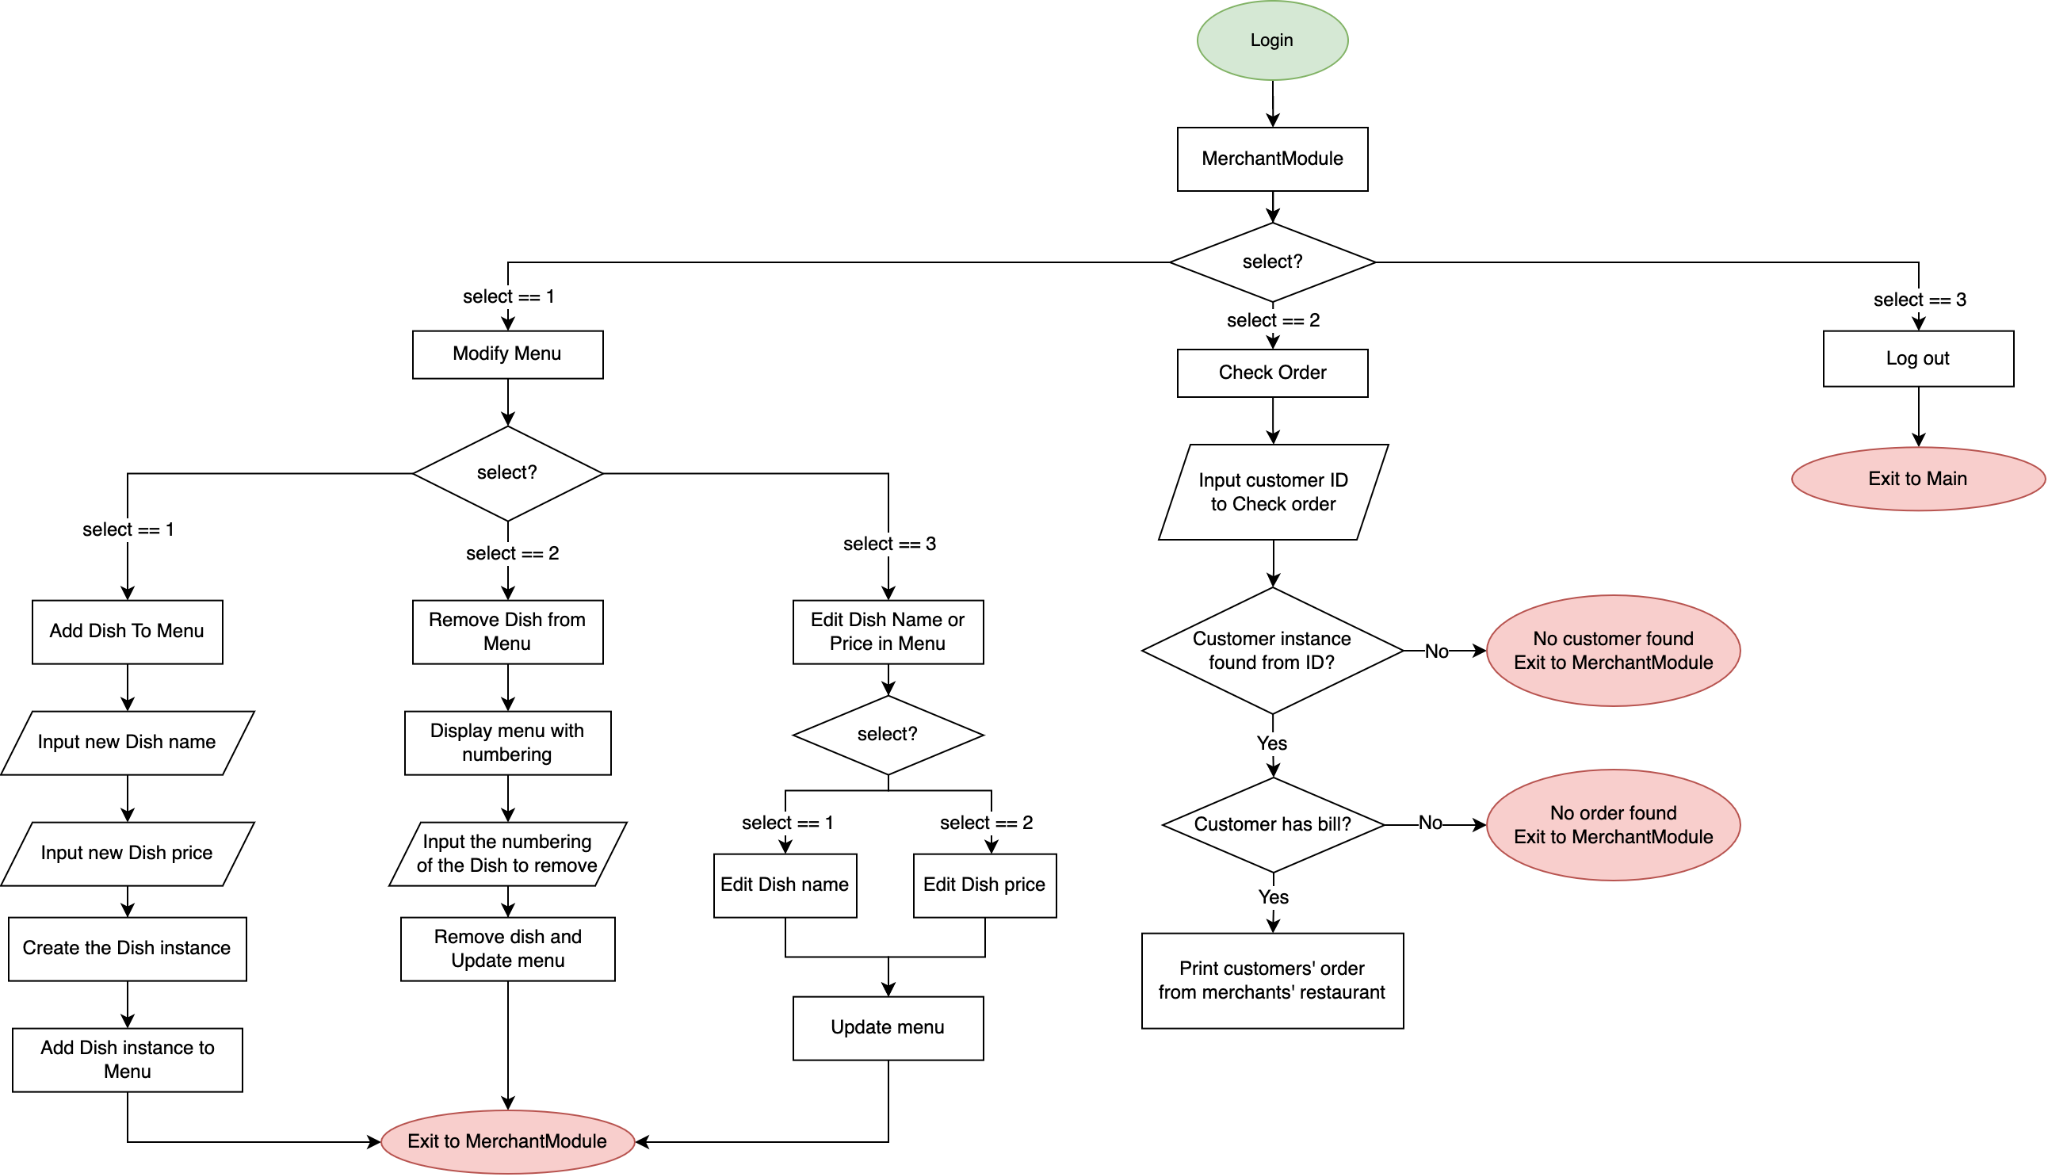 Login
MerchantModule
select?
select == 1
select == 2
select == 3
Modify Menu
Check Order
Log out
select?
Input customer ID
to Check order
Exit to Main
select == 1
select == 2
select == 3
Add Dish To Menu
Remove Dish from
Menu
Edit Dish Name or
Price in Menu
Customer instance
found from ID?
No
No customer found
Exit to MerchantModule
Input new Dish name
Display menu with
numbering
select?
Yes
Input new Dish price
Input the numbering
of the Dish to remove
select == 1
select == 2
Customer has bill?
No
No order found
Exit to MerchantModule
Edit Dish name
Edit Dish price
Yes
Create the Dish instance
Remove dish and
Update menu
Print customers' order
from merchants' restaurant
Add Dish instance to
Menu
Update menu
Exit to MerchantModule